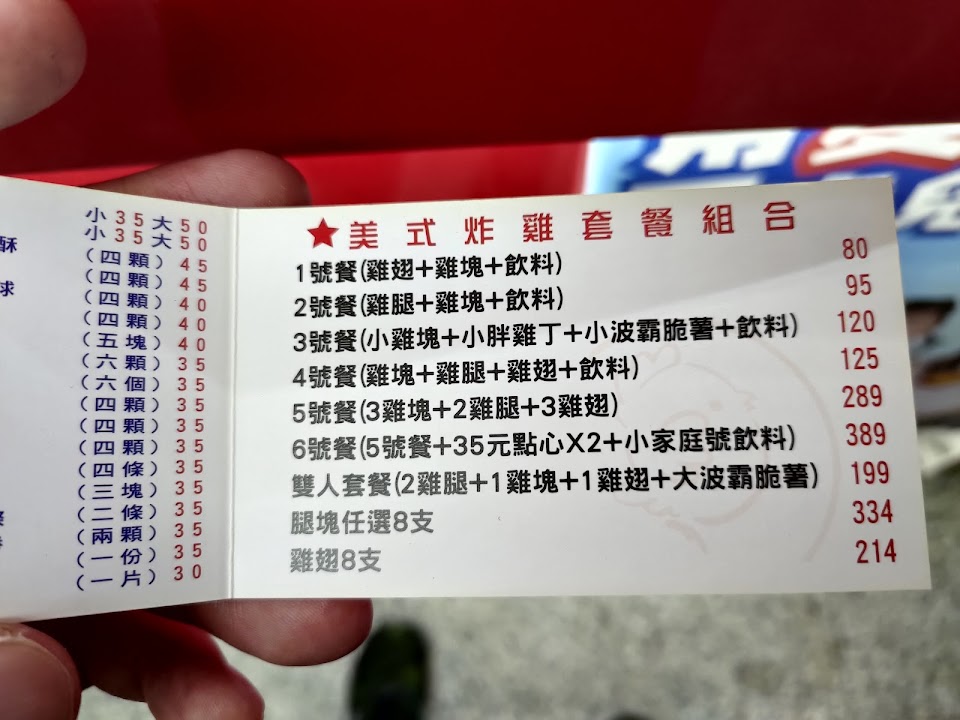 酥
球
小35大50
小35大50
(四顆)45
(四顆)45
(四顆)40
(四顆)40
(五塊)40
(六顆)35
(六個)35
(四顆)35
(四顆)35
(四顆)35
(四條)35
(三塊)35
(二條)35
(兩顆)35
(一份)35
(一片)30
★美式炸雞套餐組合
1號餐(雞翅+雞塊+飲料) 80
2號餐(雞腿+雞塊+飲料) 95
3號餐(小雞塊+小胖雞丁+小波霸脆薯+飲料) 120
4號餐(雞塊+雞腿+雞翅+飲料) 125
5號餐(3雞塊+2雞腿+3雞翅) 289
6號餐(5號餐+35元點心X2+小家庭號飲料) 389
雙人套餐(2雞腿+1雞塊+1雞翅+大波霸脆薯) 199
腿塊任選8支 334
雞翅8支 214